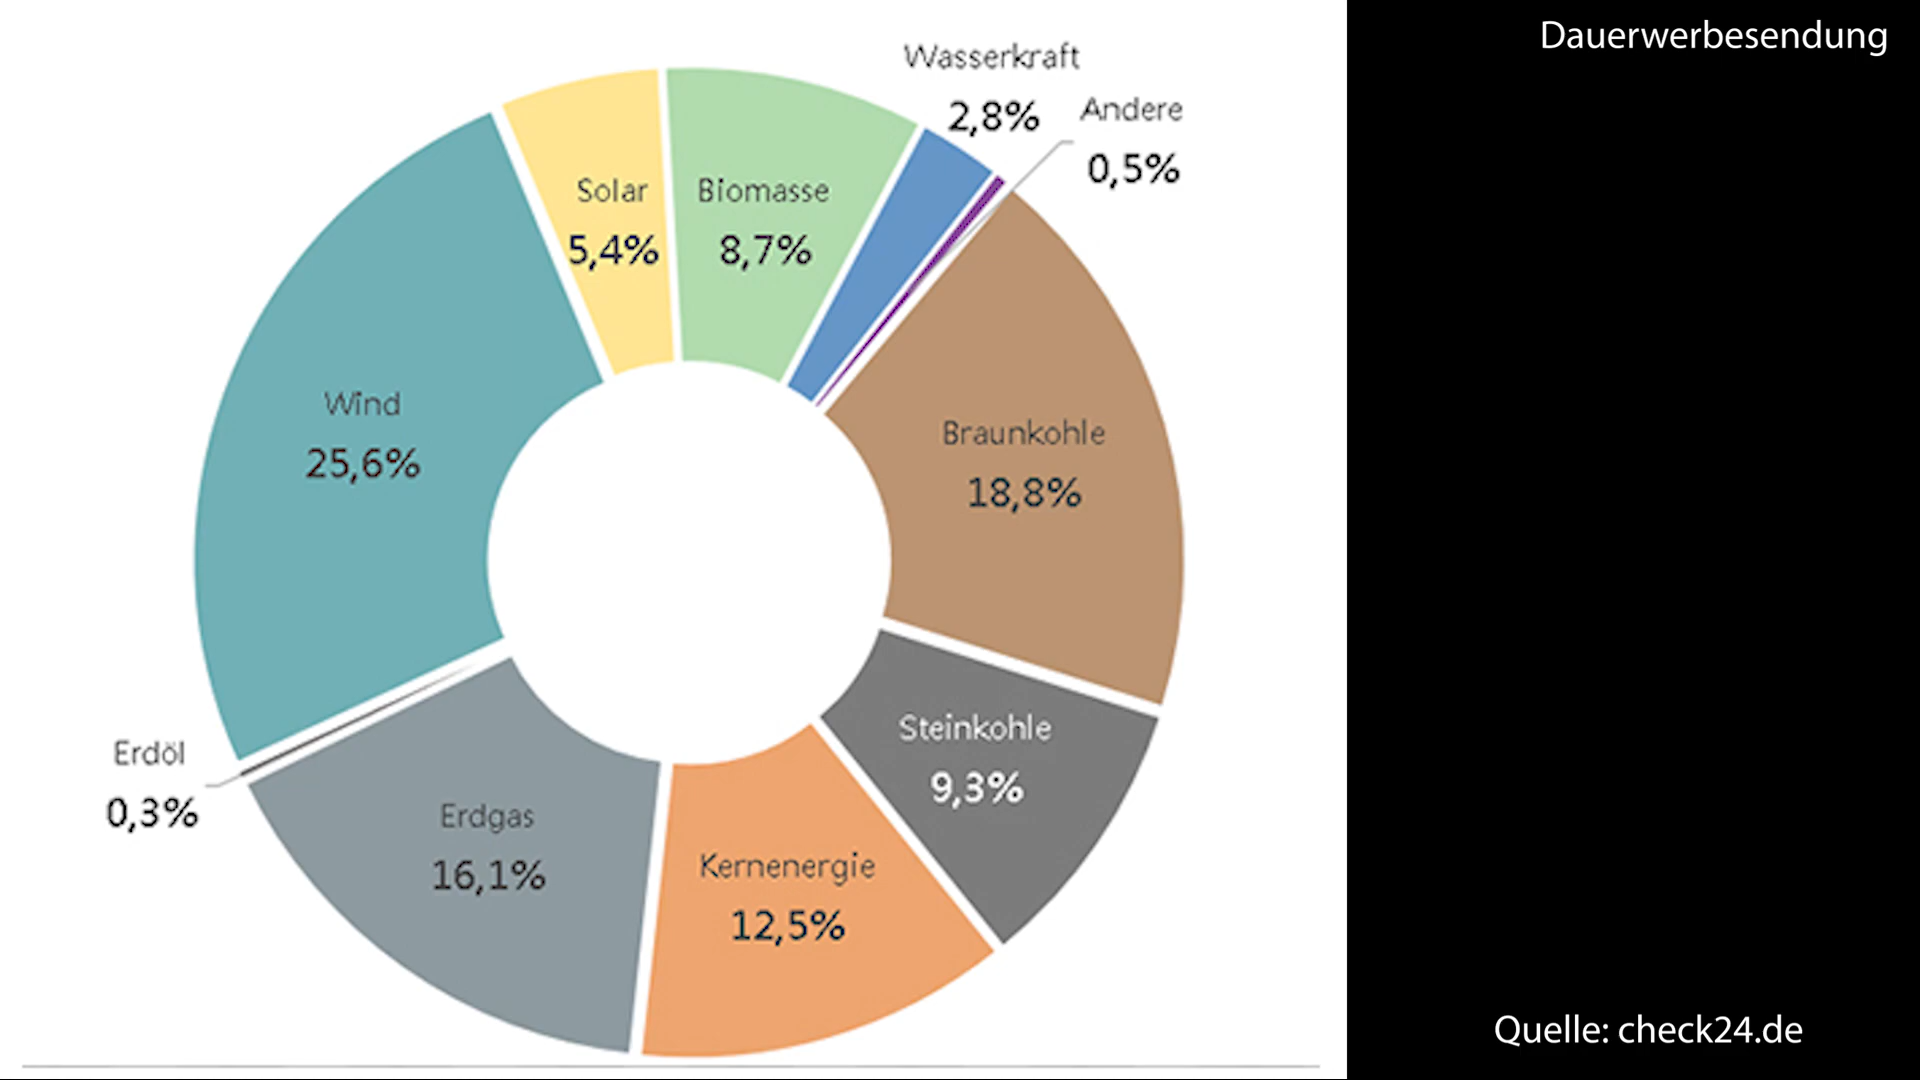 Dauerwerbesendung
Wasserkraft
2,8%
Andere
0,5%
Solar
5,4%
Biomasse
8,7%
Wind
25,6%
Braunkohle
18,8%
Steinkohle
9,3%
Erdöl
0,3%
Erdgas
16,1%
Kernenergie
12,5%
Quelle: check24.de